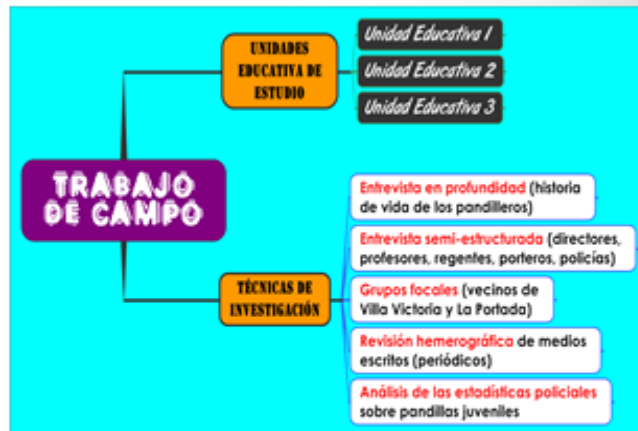 TRABAJO
DE CAMPO
UNIDADES
EDUCATIVA DE
ESTUDIO
Unidad Educativa 1
Unidad Educativa 2
Unidad Educativa 3
TÉCNICAS DE
INVESTIGACIÓN
Entrevista en profundidad (historia
de vida de los pandilleros)
Entrevista semi-estructurada (directores,
profesores, regentes, porteros, policías)
Grupos focales (vecinos de
Villa Victoria y La Portada)
Revisión hemerográfica de medios
escritos (periódicos)
Análisis de las estadísticas policiales
sobre pandillas juveniles